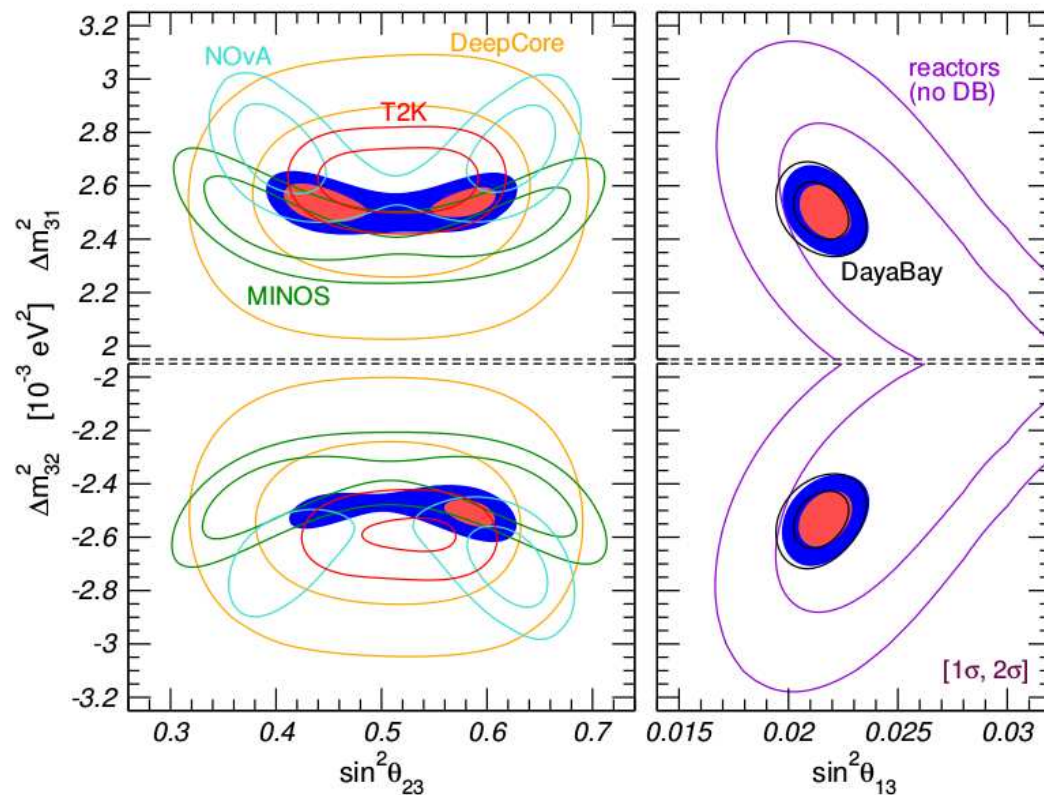 3.2
3
2.8
2.6
2.4
2.2
2
-2
-2.2
-2.4
-2.6
-2.8
-3
-3.2
Δm²₃₁
[10⁻³ eV²]
Δm²₃₂
NOvA
DeepCore
T2K
MINOS
reactors
(no DB)
DayaBay
[1σ, 2σ]
0.3 0.4 0.5 0.6 0.7
sin²θ₂₃
0.015 0.02 0.025 0.03
sin²θ₁₃